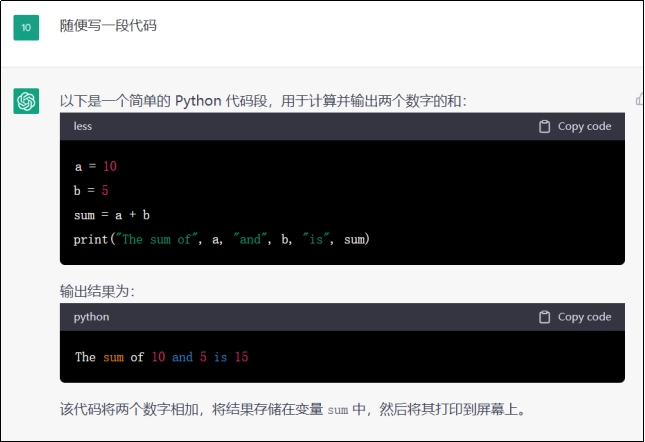 10
随便写一段代码
以下是一个简单的 Python 代码段，用于计算并输出两个数字的和：
less Copy code
a = 10
b = 5
sum = a + b
print("The sum of", a, "and", b, "is", sum)
输出结果为：
python Copy code
The sum of 10 and 5 is 15
该代码将两个数字相加，将结果存储在变量 sum 中，然后将其打印到屏幕上。